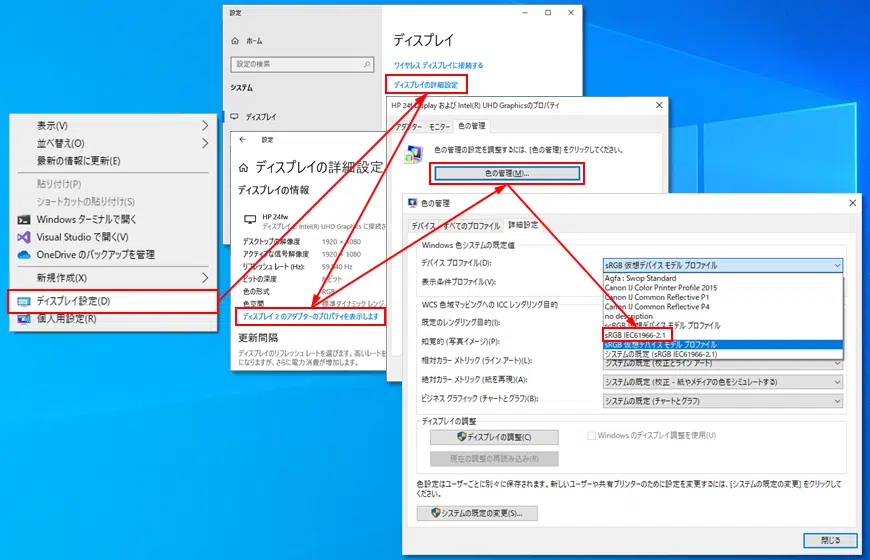 表示(V)
並べ替え(O)
最新の情報に更新(E)
貼り付け(P)
ショートカットの貼り付け(S)
Windows ターミナルで開く
Visual Studio で開く(V)
OneDrive のバックアップを管理
新規作成(X)
ディスプレイ設定(D)
個人用設定(R)
設定
ホーム
設定の検索
システム
ディスプレイ
ディスプレイ
ワイヤレス ディスプレイに接続する
ディスプレイの詳細設定
設定
ディスプレイの詳細設定
ディスプレイの情報
HP 24fw
ディスプレイ に Intel(R) UHD Graphics に接続さ
デスクトップの解像度 1920 × 1080
アクティブな信号解像度 1920 × 1080
リフレッシュ レート (Hz): 59.940 Hz
ビットの深度 8 ビット
色の形式 RGB
色空間 標準ダイナミック レンジ
ディスプレイ 2 のアダプターのプロパティを表示します
更新間隔
ディスプレイのリフレッシュ レートを選びます。高いレートを
になりますが、さらに電力消費が増加します。
HP 24f Display および Intel(R) UHD Graphicsのプロパティ
アダプター モニター 色の管理
色の管理の設定を調整するには、[色の管理] をクリックしてください。
色の管理(M)...
色の管理
デバイス すべてのプロファイル 詳細設定
Windows 色システムの既定値
デバイス プロファイル(D): sRGB 仮想デバイス モデル プロファイル
Agfa : Swop Standard
Canon IJ Color Printer Profile 2015
表示条件プロファイル(V):
Canon IJ Common Reflective P1
WCS 色域マッピングへの ICC レンダリング目的
Canon IJ Common Reflective P4
no description
既定のレンダリング目的(I):
scRGB 仮想デバイス モデル プロファイル
sRGB IEC61966-2.1
知覚的 (写真イメージ)(P):
sRGB 仮想デバイス モデル プロファイル
システムの既定 (sRGB IEC61966-2.1)
相対カラー メトリック (ライン アート)(L): システムの既定 (校正とライン アート)
絶対カラー メトリック (紙を再現)(A): システムの既定 (校正 - 紙やメディアの色をシミュレートする)
ビジネス グラフィック (チャートとグラフ)(B): システムの既定 (チャートとグラフ)
ディスプレイの調整
ディスプレイの調整(C) Windows のディスプレイ調整を使用(U)
現在の調整の再読み込み(R)
色設定はユーザーごとに別々に保存されます。新しいユーザーや共有プリンターのために設定を変更するには、[システムの既定の変更] をクリックして
ください。
システムの既定の変更(S)...
閉じる